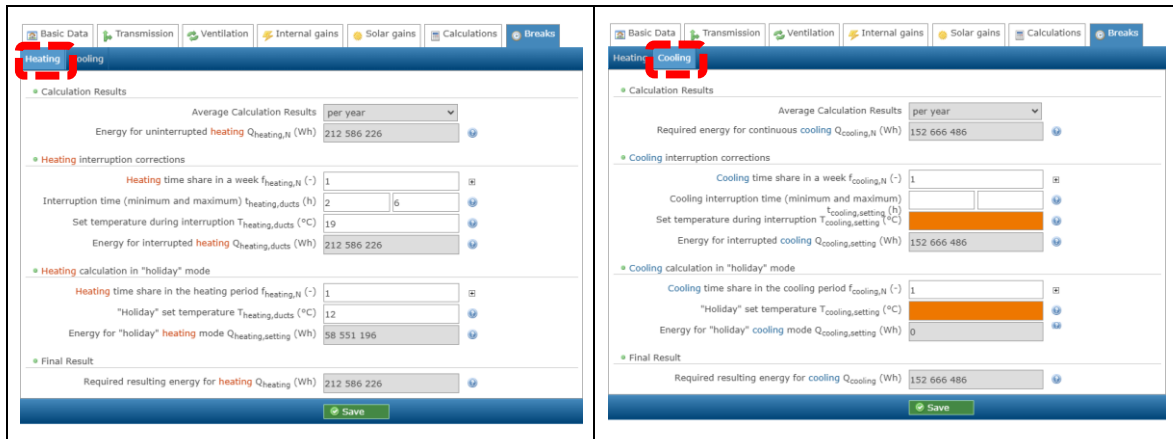 Basic Data Transmission Ventilation Internal gains Solar gains Calculations Breaks
Heating Cooling
Calculation Results
Average Calculation Results per year
Energy for uninterrupted heating Qheating,N (Wh) 212 586 226
Heating interruption corrections
Heating time share in a week fheating,N (-) 1
Interruption time (minimum and maximum) theating,ducts (h) 2 6
Set temperature during interruption Theating,ducts (°C) 19
Energy for interrupted heating Qheating,ducts (Wh) 212 586 226
Heating calculation in "holiday" mode
Heating time share in the heating period fheating,N (-) 1
"Holiday" set temperature Theating,ducts (°C) 12
Energy for "holiday" heating mode Qheating,setting (Wh) 58 551 196
Final Result
Required resulting energy for heating Qheating (Wh) 212 586 226
Save
Basic Data Transmission Ventilation Internal gains Solar gains Calculations Breaks
Heating Cooling
Calculation Results
Average Calculation Results per year
Required energy for continuous cooling Qcooling,N (Wh) 152 666 486
Cooling interruption corrections
Cooling time share in a week fcooling,N (-) 1
Cooling interruption time (minimum and maximum)
tcooling,setting (h)
Set temperature during interruption Tcooling,setting (°C)
Energy for interrupted cooling Qcooling,setting (Wh) 152 666 486
Cooling calculation in "holiday" mode
Cooling time share in the cooling period fcooling,N (-) 1
"Holiday" set temperature Tcooling,setting (°C)
Energy for "holiday" cooling mode Qcooling,setting (Wh) 0
Final Result
Required resulting energy for cooling Qcooling (Wh) 152 666 486
Save